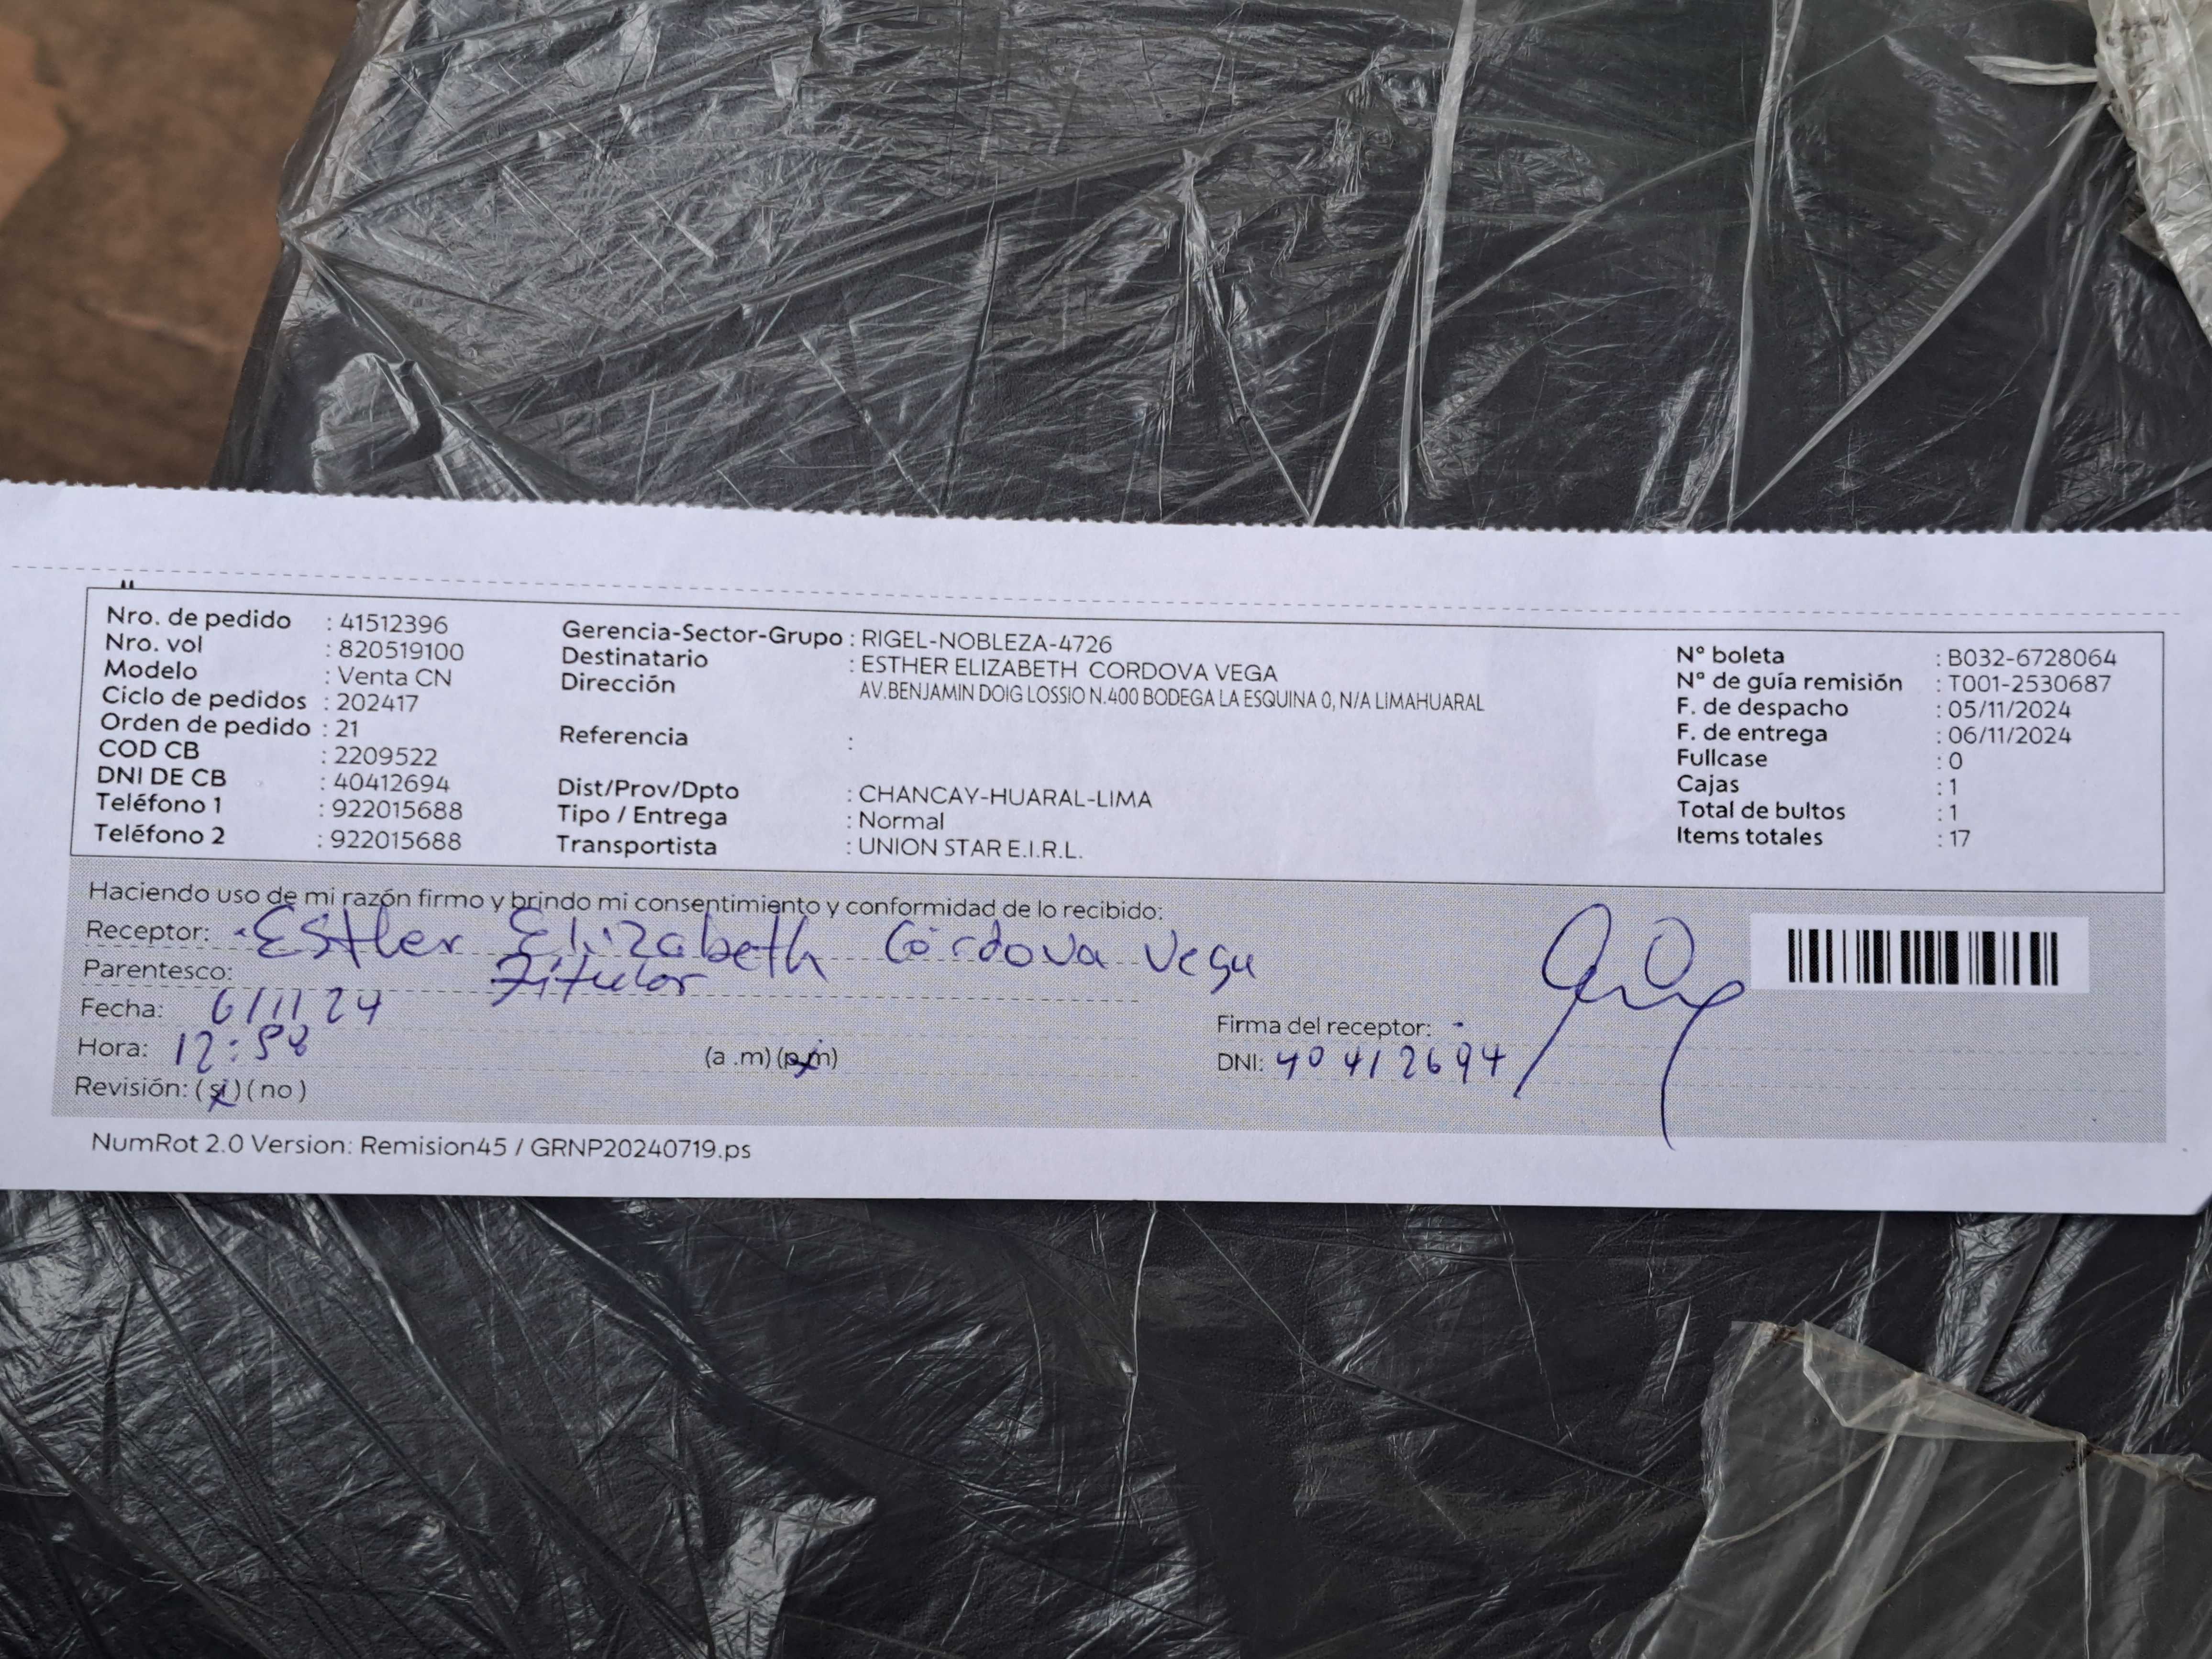 Nro. de pedido : 41512396
Nro. vol : 820519100
Modelo : Venta CN
Ciclo de pedidos : 202417
Orden de pedido : 21
COD CB : 2209522
DNI DE CB : 40412694
Teléfono 1 : 922015688
Teléfono 2 : 922015688
Gerencia-Sector-Grupo : RIGEL-NOBLEZA-4726
Destinatario : ESTHER ELIZABETH CORDOVA VEGA
Dirección AV.BENJAMIN DOIG LOSSIO N.400 BODEGA LA ESQUINA 0, N/A LIMAHUARAL
Referencia :
Dist/Prov/Dpto : CHANCAY-HUARAL-LIMA
Tipo / Entrega : Normal
Transportista : UNION STAR E.I.R.L.
N° boleta : B032-6728064
N° de guía remisión : T001-2530687
F. de despacho : 05/11/2024
F. de entrega : 06/11/2024
Fullcase : 0
Cajas : 1
Total de bultos : 1
Items totales : 17
Haciendo uso de mi razón firmo y brindo mi consentimiento y conformidad de lo recibido:
Receptor: Esther Elizabeth Córdova Vega
Parentesco: Titular
Fecha: 6/11/24
Hora: 12:58 (a .m) (p.m)
Revisión: ( si ) ( no )
Firma del receptor:
DNI: 40412694
NumRot 2.0 Version: Remision45 / GRNP20240719.ps